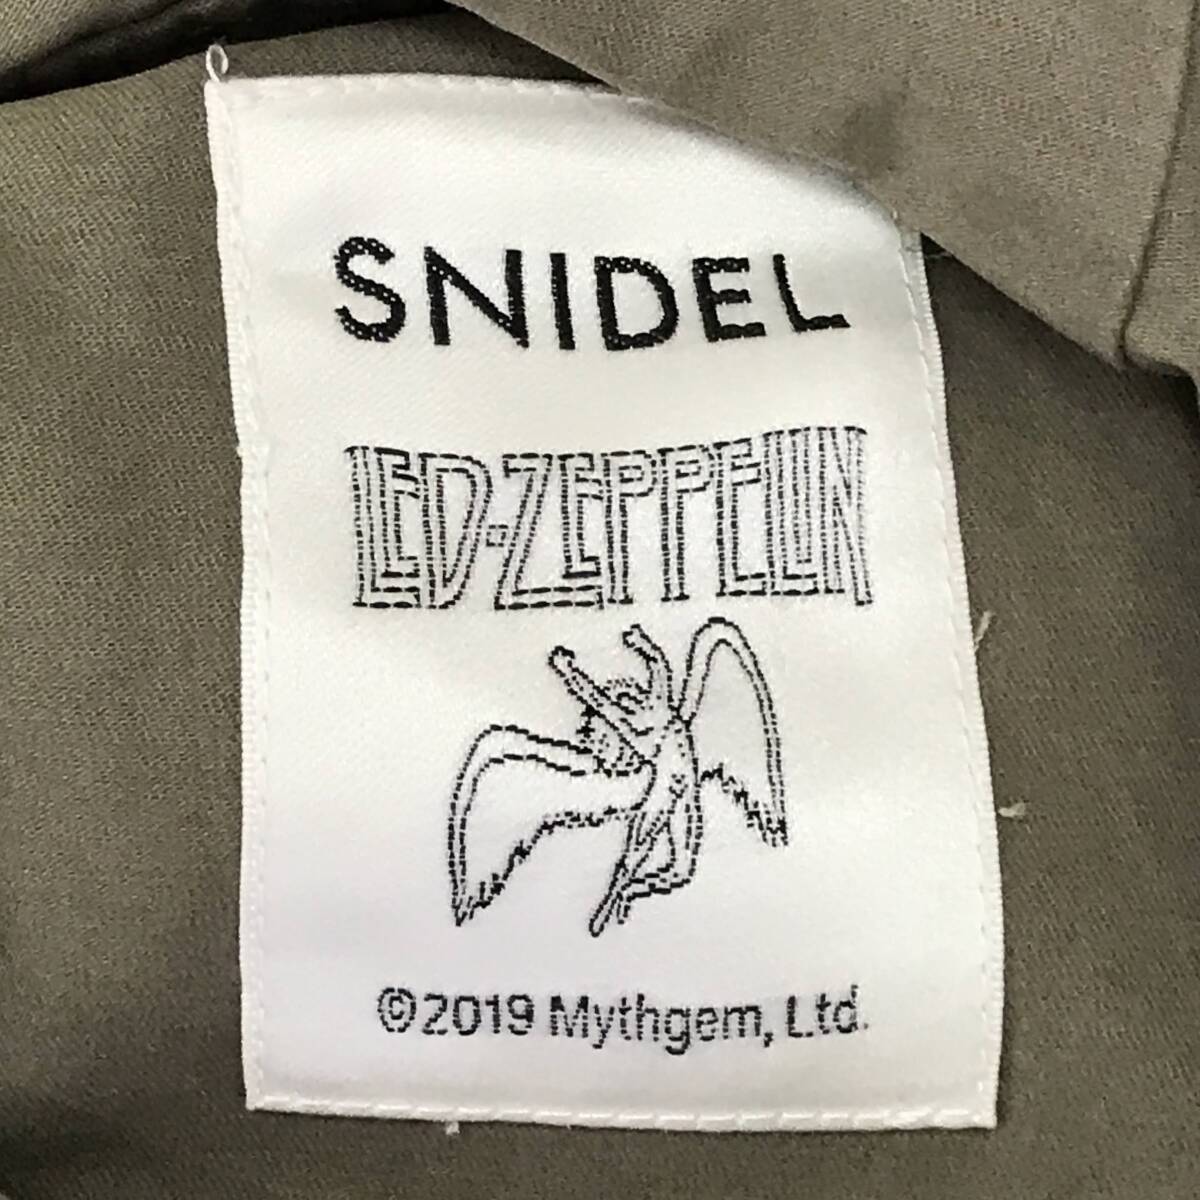 SNIDEL
LED-ZEPPELIN
©2019 Mythgem, Ltd.